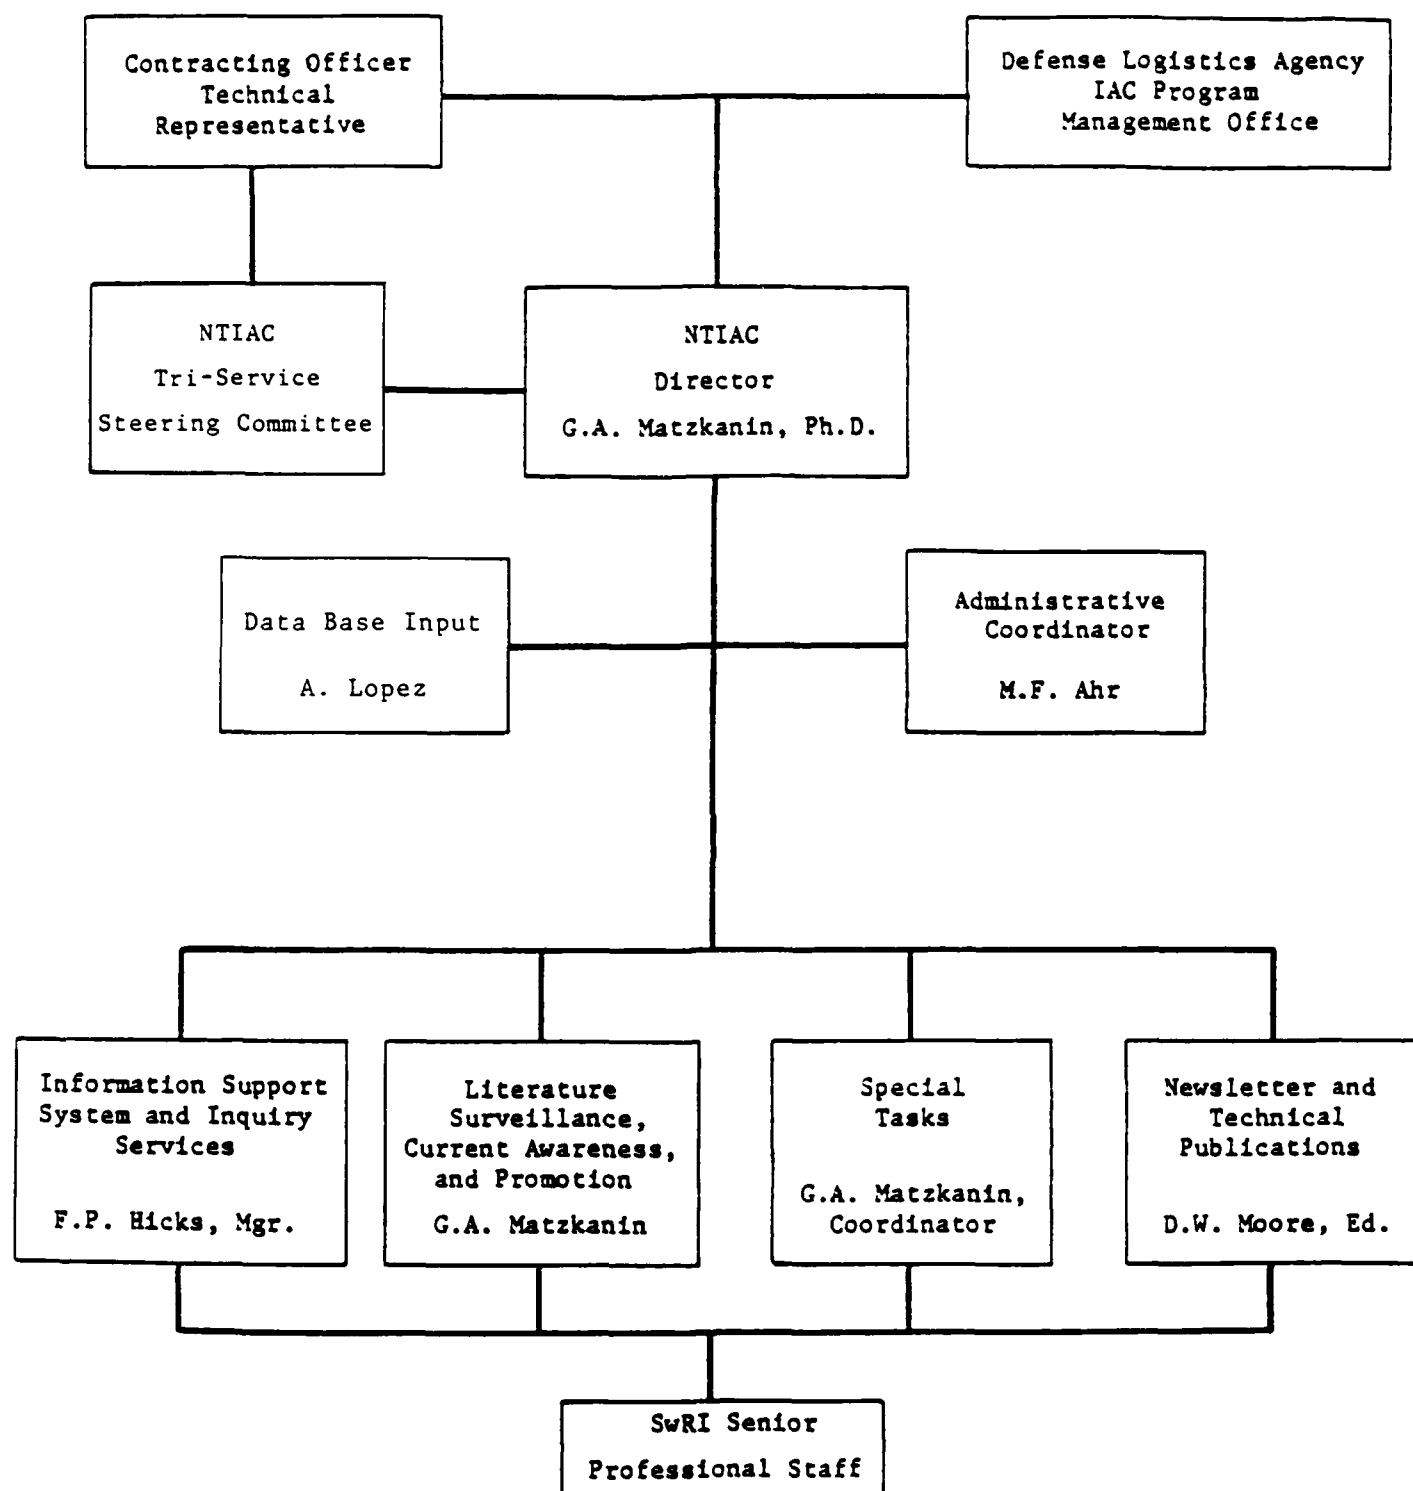 Contracting Officer
Technical
Representative
Defense Logistics Agency
IAC Program
Management Office
NTIAC
Tri-Service
Steering Committee
NTIAC
Director
G.A. Matzkanin, Ph.D.
Data Base Input
A. Lopez
Administrative
Coordinator
M.F. Ahr
Information Support
System and Inquiry
Services
F.P. Hicks, Mgr.
Literature
Surveillance,
Current Awareness,
and Promotion
G.A. Matzkanin
Special
Tasks
G.A. Matzkanin,
Coordinator
Newsletter and
Technical
Publications
D.W. Moore, Ed.
SwRI Senior
Professional Staff